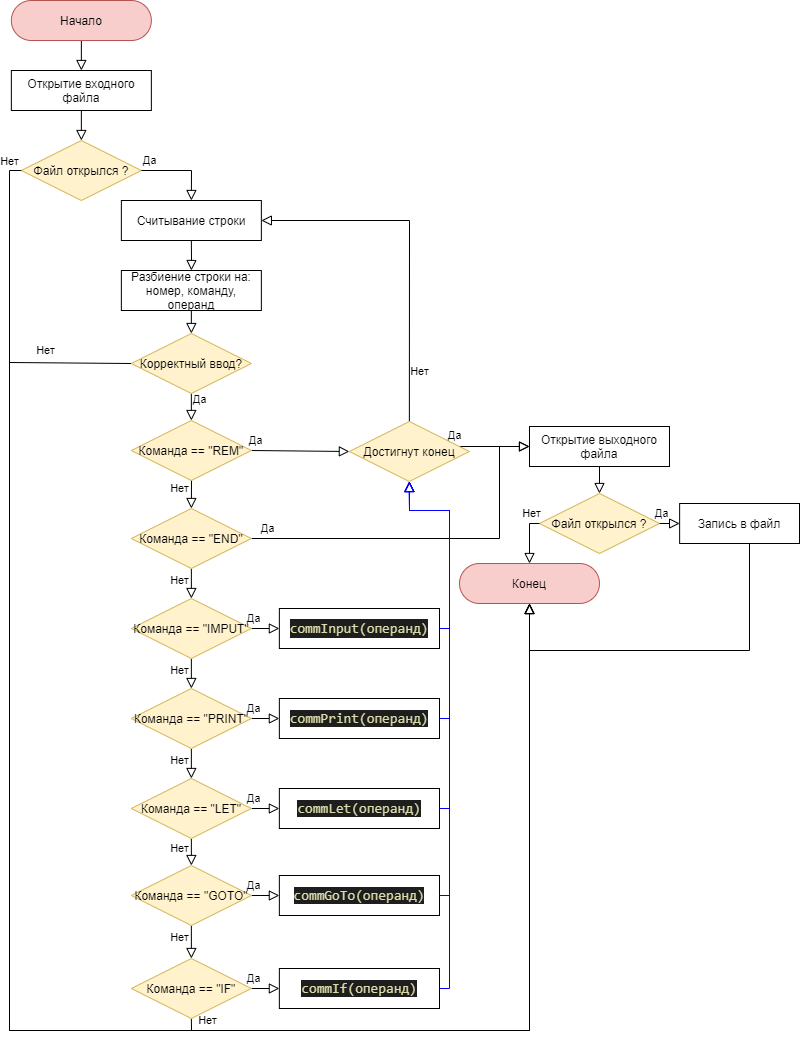 Начало
Открытие входного
файла
Нет
Файл открылся ?
Да
Считывание строки
Разбиение строки на:
номер, команду,
операнд
Нет
Корректный ввод?
Да
Нет
Команда == "REM"
Да
Достигнут конец
Да
Открытие выходного
файла
Нет
Команда == "END"
Да
Нет
Файл открылся ?
Да
Запись в файл
Конец
Нет
Команда == "IMPUT"
Да
commInput(операнд)
Нет
Команда == "PRINT
Да
commPrint(операнд)
Нет
Команда == "LET"
Да
commLet(операнд)
Нет
Команда == "GOTO"
Да
commGoTo(операнд)
Нет
Команда == "IF"
Да
commIf(операнд)
Нет